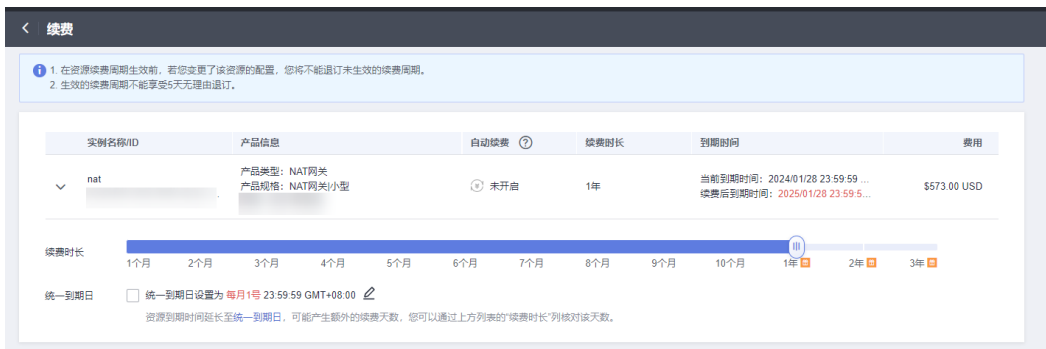 续费
1. 在资源续费周期生效前，若您变更了该资源的配置，您将不能退订未生效的续费周期。
2. 生效的续费周期不能享受5天无理由退订。
实例名称/ID 产品信息 自动续费 ? 续费时长 到期时间 费用
nat
产品类型：NAT网关
产品规格：NAT网关|小型
未开启
1年
当前到期时间：2024/01/28 23:59:59 ...
续费后到期时间：2025/01/28 23:59:5...
$573.00 USD
续费时长
1个月 2个月 3个月 4个月 5个月 6个月 7个月 8个月 9个月 10个月 1年 2年 3年
统一到期日 统一到期日设置为 每月1号 23:59:59 GMT+08:00
资源到期时间延长至统一到期日，可能产生额外的续费天数，您可以通过上方列表的“续费时长”列核对该天数。